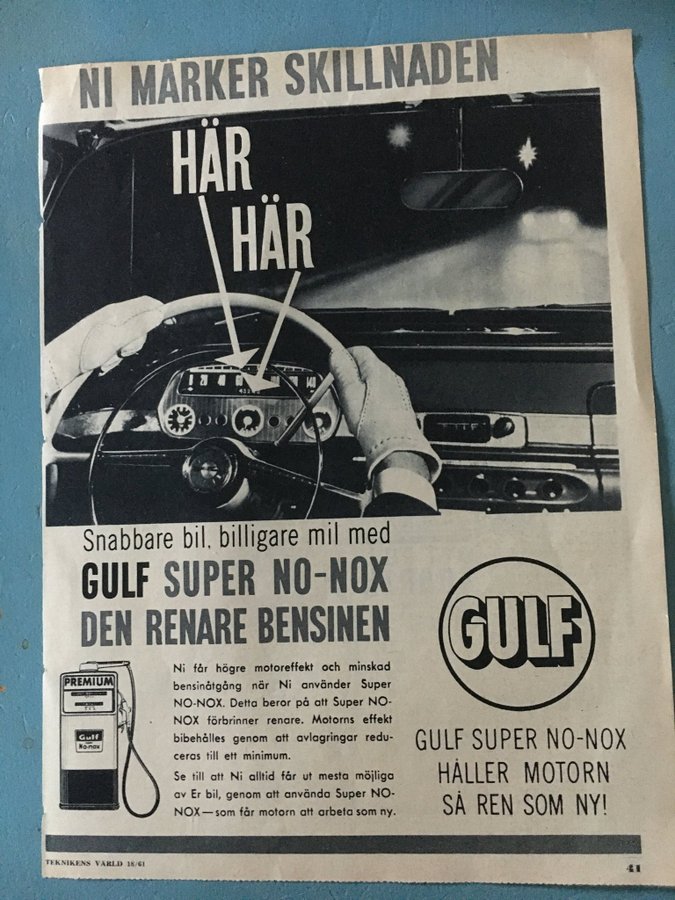 NI MÄRKER SKILLNADEN
HÄR
HÄR
Snabbare bil, billigare mil med
GULF SUPER NO-NOX
DEN RENARE BENSINEN
PREMIUM
Gulf
No-nox
Ni får högre motoreffekt och minskad
bensinåtgång när Ni använder Super
NO-NOX. Detta beror på att Super NO-
NOX förbrinner renare. Motorns effekt
bibehålles genom att avlagringar redu-
ceras till ett minimum.
Se till att Ni alltid får ut mesta möjliga
av Er bil, genom att använda Super NO-
NOX—som får motorn att arbeta som ny.
GULF
GULF SUPER NO-NOX
HÅLLER MOTORN
SÅ REN SOM NY!
TEKNIKENS VÄRLD 18/61
41